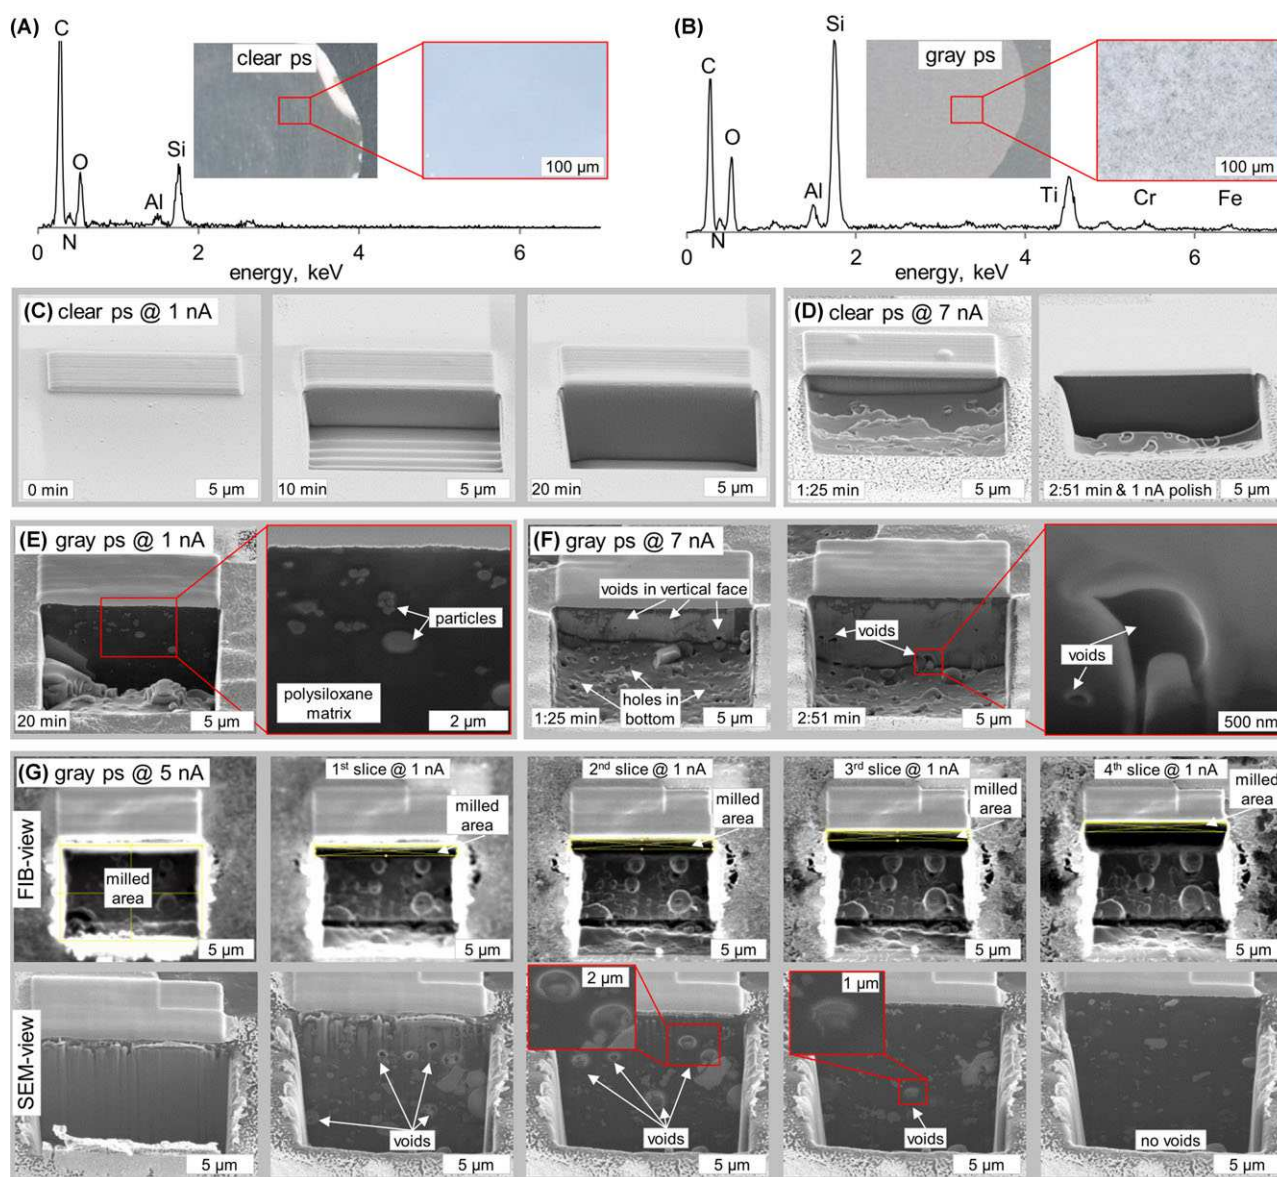 (A)
C
O
N
Al
Si
clear ps
100 µm
0
2
4
6
energy, keV
(B)
C
O
N
Al
Si
gray ps
100 µm
Ti
Cr
Fe
0
2
4
6
energy, keV
(C) clear ps @ 1 nA
0 min
5 µm
10 min
5 µm
20 min
5 µm
(D) clear ps @ 7 nA
1:25 min
5 µm
2:51 min & 1 nA polish
5 µm
(E) gray ps @ 1 nA
20 min
5 µm
particles
polysiloxane
matrix
2 µm
(F) gray ps @ 7 nA
voids in vertical face
holes in
bottom
1:25 min
5 µm
voids
2:51 min
5 µm
voids
500 nm
(G) gray ps @ 5 nA
FIB-view
milled
area
5 µm
1st slice @ 1 nA
milled
area
5 µm
2nd slice @ 1 nA
milled
area
5 µm
3rd slice @ 1 nA
milled
area
5 µm
4th slice @ 1 nA
milled
area
5 µm
SEM-view
5 µm
voids
5 µm
2 µm
voids
5 µm
1 µm
voids
5 µm
no voids
5 µm